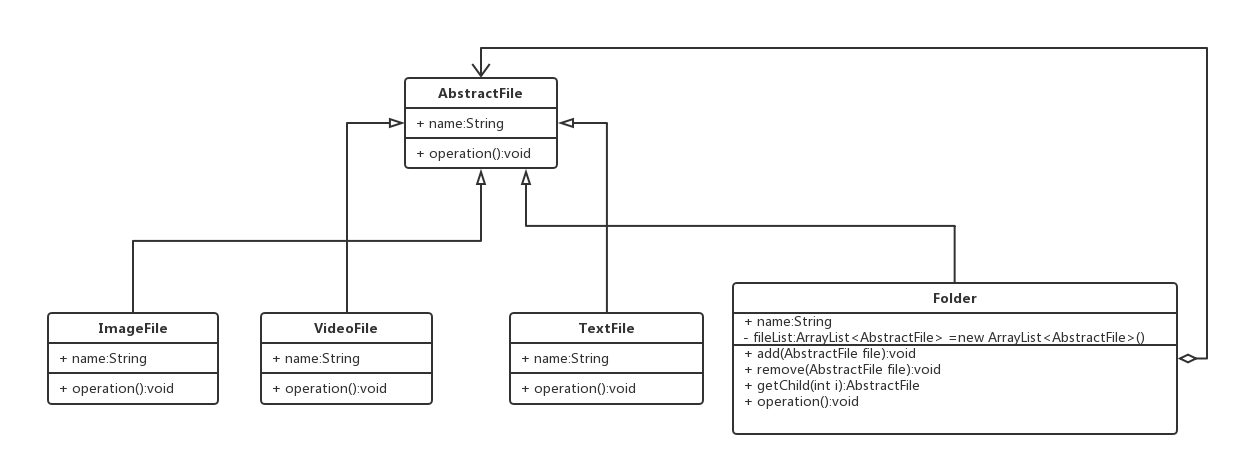 AbstractFile
+ name:String
+ operation():void
ImageFile
+ name:String
+ operation():void
VideoFile
+ name:String
+ operation():void
TextFile
+ name:String
+ operation():void
Folder
+ name:String
- fileList:ArrayList<AbstractFile> =new ArrayList<AbstractFile>()
+ add(AbstractFile file):void
+ remove(AbstractFile file):void
+ getChild(int i):AbstractFile
+ operation():void